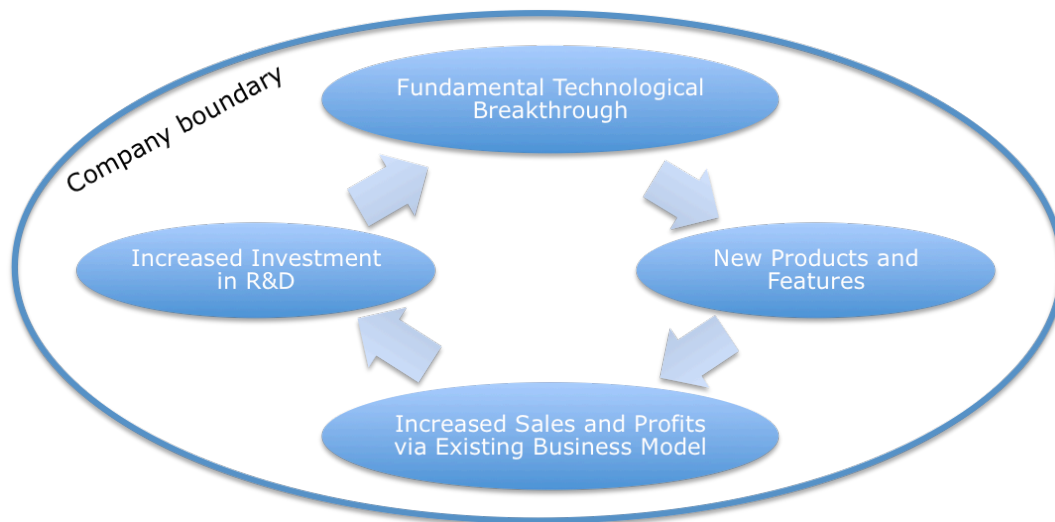 Company boundary
Fundamental Technological
Breakthrough
Increased Investment
in R&D
New Products and
Features
Increased Sales and Profits
via Existing Business Model